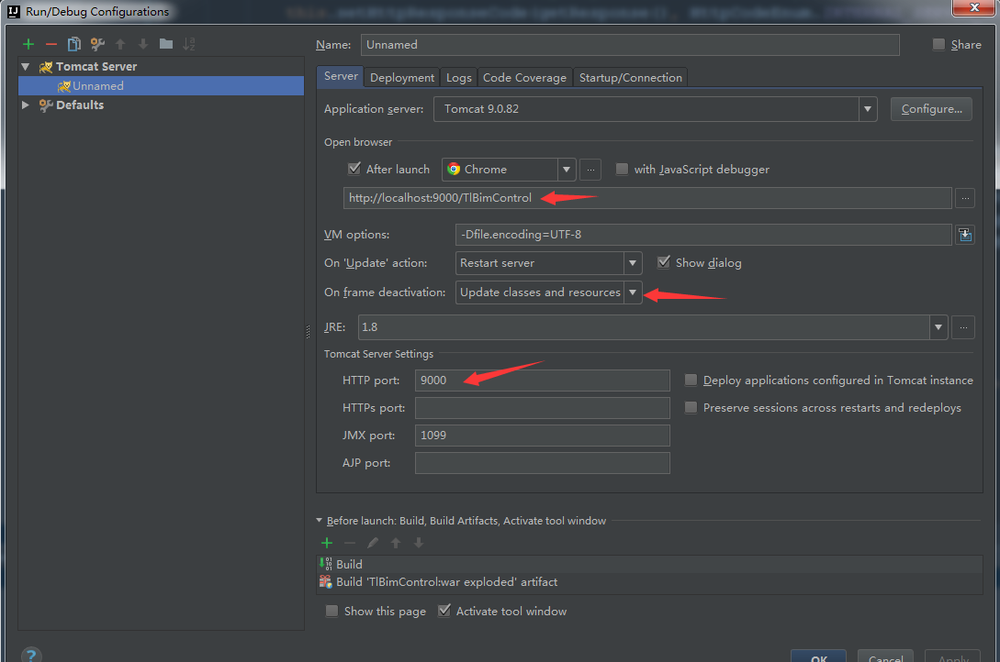 Run/Debug Configurations
Name: Unnamed Share
Tomcat Server
Unnamed
Defaults
Server Deployment Logs Code Coverage Startup/Connection
Application server: Tomcat 9.0.82 Configure...
Open browser
After launch Chrome ... with JavaScript debugger
http://localhost:9000/TlBimControl ...
VM options: -Dfile.encoding=UTF-8
On 'Update' action: Restart server Show dialog
On frame deactivation: Update classes and resources
JRE: 1.8 ...
Tomcat Server Settings
HTTP port: 9000 Deploy applications configured in Tomcat instance
HTTPs port: Preserve sessions across restarts and redeploys
JMX port: 1099
AJP port:
Before launch: Build, Build Artifacts, Activate tool window
Build
Build 'TlBimControl:war exploded' artifact
Show this page Activate tool window
? OK Cancel Apply